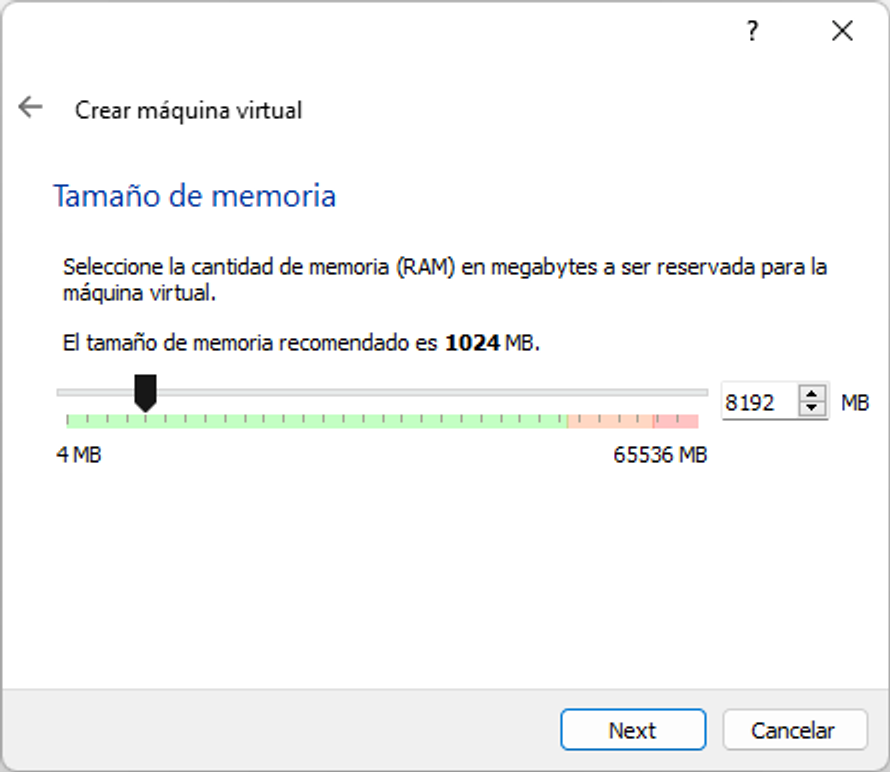 ?
Crear máquina virtual
Tamaño de memoria
Seleccione la cantidad de memoria (RAM) en megabytes a ser reservada para la
máquina virtual.
El tamaño de memoria recomendado es 1024 MB.
8192 MB
4 MB 65536 MB
Next Cancelar